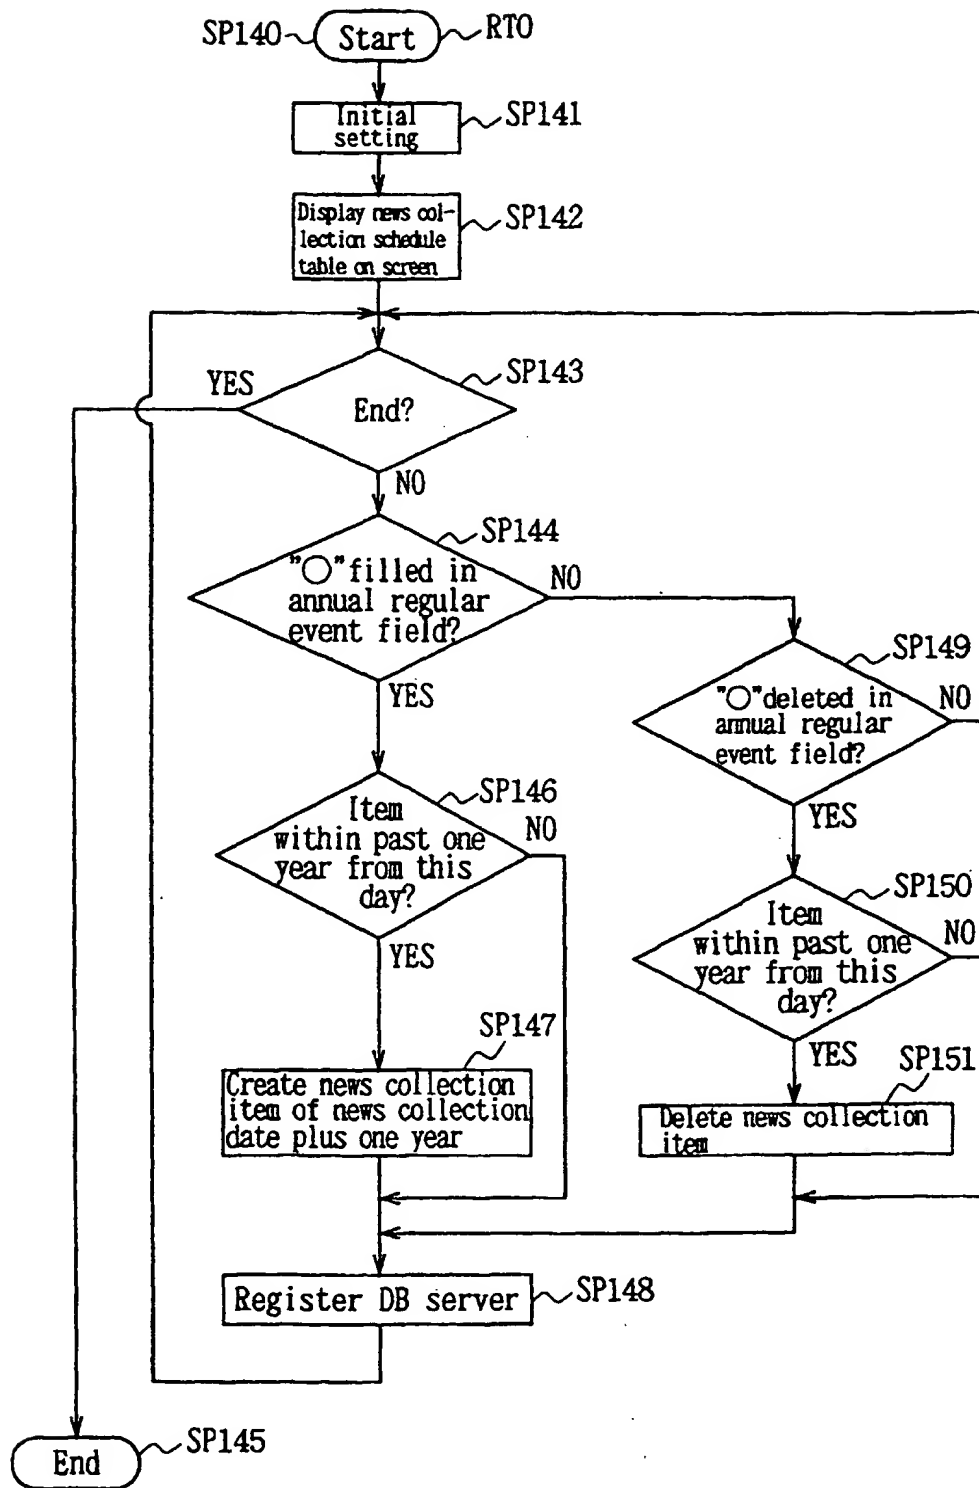 SP140
Start
RT0
Initial
setting
SP141
Display news col-
lection schedule
table on screen
SP142
YES
SP143
End?
NO
SP144
"○"filled in
annual regular
event field?
NO
YES
SP149
"○"deleted in
annual regular
event field?
NO
YES
SP146
Item
within past one
year from this
day?
NO
YES
SP150
Item
within past one
year from this
day?
NO
YES
SP147
Create news collection
item of news collection
date plus one year
SP151
Delete news collection
item
Register DB server
SP148
End
SP145